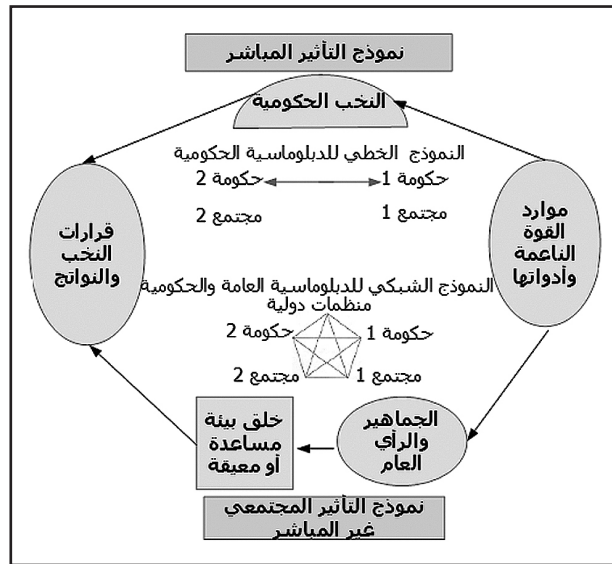 نموذج التأثير المباشر
النخب الحكومية
النموذج الخطي للدبلوماسية الحكومية
حكومة 1
حكومة 2
مجتمع 1
مجتمع 2
موارد
القوة
الناعمة
وأدواتها
قرارات
النخب
والنواتج
النموذج الشبكي للدبلوماسية العامة والحكومية
منظمات دولية
حكومة 1
حكومة 2
مجتمع 1
مجتمع 2
الجماهير
والرأي
العام
خلق بيئة
مساعدة
أو معيقة
نموذج التأثير المجتمعي
غير المباشر